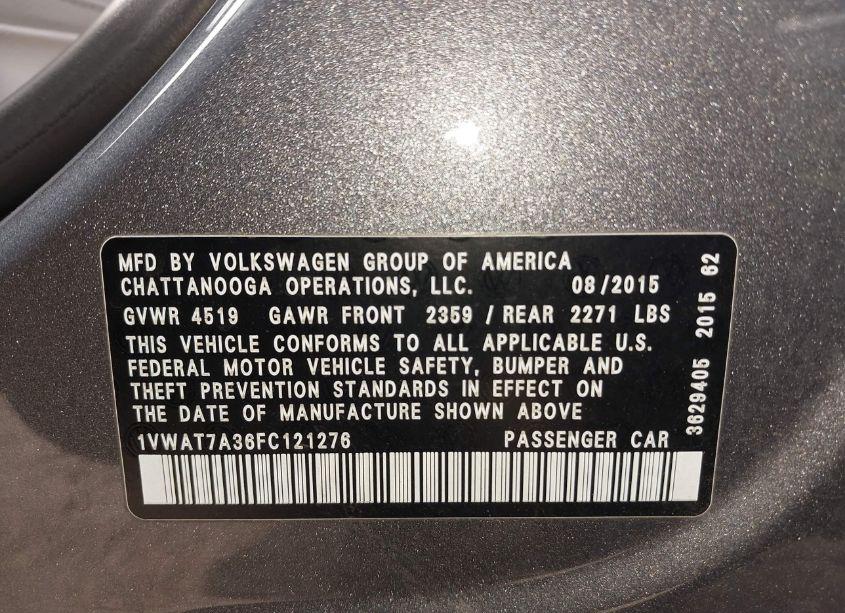 MFD BY VOLKSWAGEN GROUP OF AMERICA
CHATTANOOGA OPERATIONS, LLC. 08/2015
GVWR 4519 GAWR FRONT 2359 / REAR 2271 LBS
THIS VEHICLE CONFORMS TO ALL APPLICABLE U.S.
FEDERAL MOTOR VEHICLE SAFETY, BUMPER AND
THEFT PREVENTION STANDARDS IN EFFECT ON
THE DATE OF MANUFACTURE SHOWN ABOVE
1VWAT7A36FC121276 PASSENGER CAR
3629405 2015 62